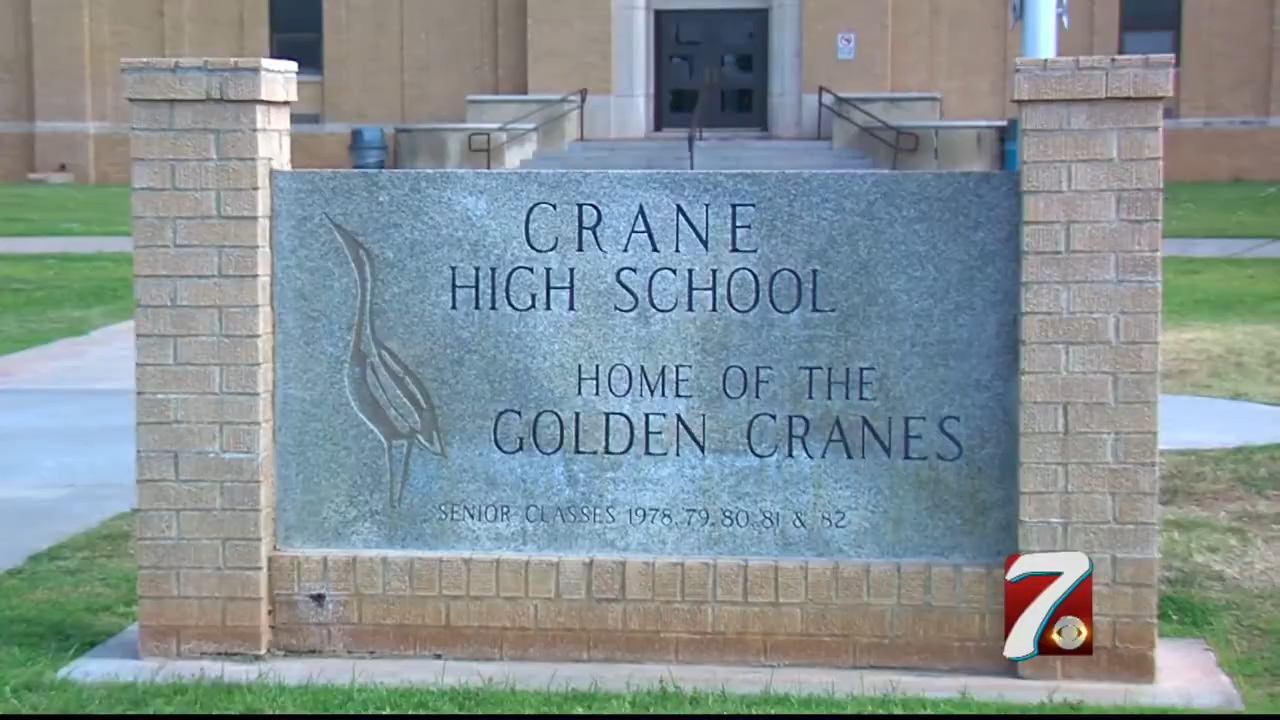 CRANE
HIGH SCHOOL
HOME OF THE
GOLDEN CRANES
SENIOR CLASSES 1978, 79, 80, 81 & 82
7